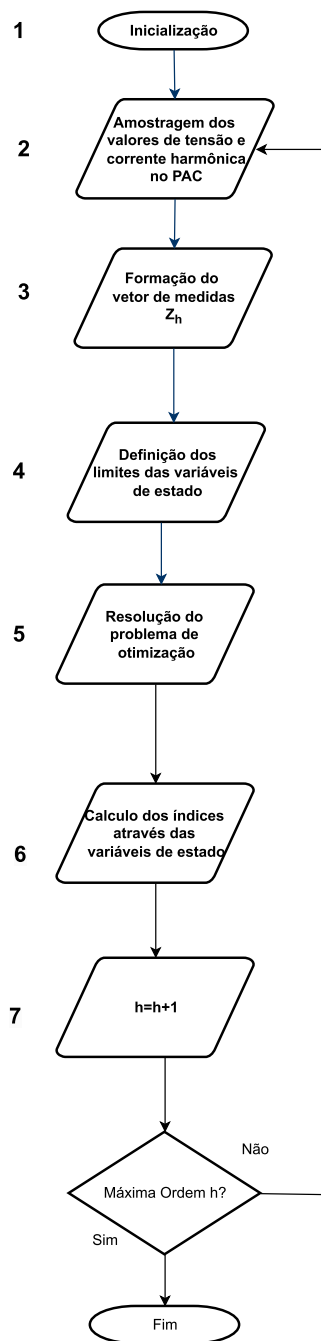 1
Inicialização
2
Amostragem dos
valores de tensão e
corrente harmônica
no PAC
3
Formação do
vetor de medidas
Zh
4
Definição dos
limites das variáveis
de estado
5
Resolução do
problema de
otimização
6
Calculo dos índices
através das
variáveis de estado
7
h=h+1
Máxima Ordem h?
Não
Sim
Fim